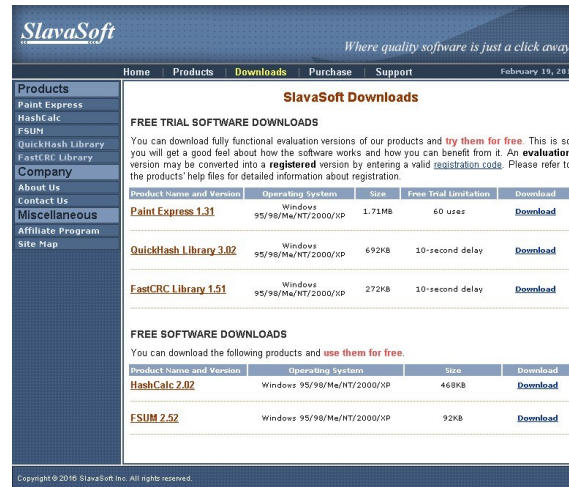 SlavaSoft
Where quality software is just a click away
Home | Products | Downloads | Purchase | Support
February 19, 201
Products
Paint Express
HashCalc
FSUM
QuickHash Library
FastCRC Library
Company
About Us
Contact Us
Miscellaneous
Affiliate Program
Site Map
SlavaSoft Downloads
FREE TRIAL SOFTWARE DOWNLOADS
You can download fully functional evaluation versions of our products and try them for free. This is so
you will get a good feel about how the software works and how you can benefit from it. An evaluation
version may be converted into a registered version by entering a valid registration code. Please refer to
the products' help files for detailed information about registration.
Product Name and Version Operating System Size Free Trial Limitation Download
Paint Express 1.31 Windows 95/98/Me/NT/2000/XP 1.71MB 60 uses Download
QuickHash Library 3.02 Windows 95/98/Me/NT/2000/XP 692KB 10-second delay Download
FastCRC Library 1.51 Windows 95/98/Me/NT/2000/XP 272KB 10-second delay Download
FREE SOFTWARE DOWNLOADS
You can download the following products and use them for free.
Product Name and Version Operating System Size Download
HashCalc 2.02 Windows 95/98/Me/NT/2000/XP 468KB Download
FSUM 2.52 Windows 95/98/Me/NT/2000/XP 92KB Download
Copyright © 2016 SlavaSoft Inc. All rights reserved.